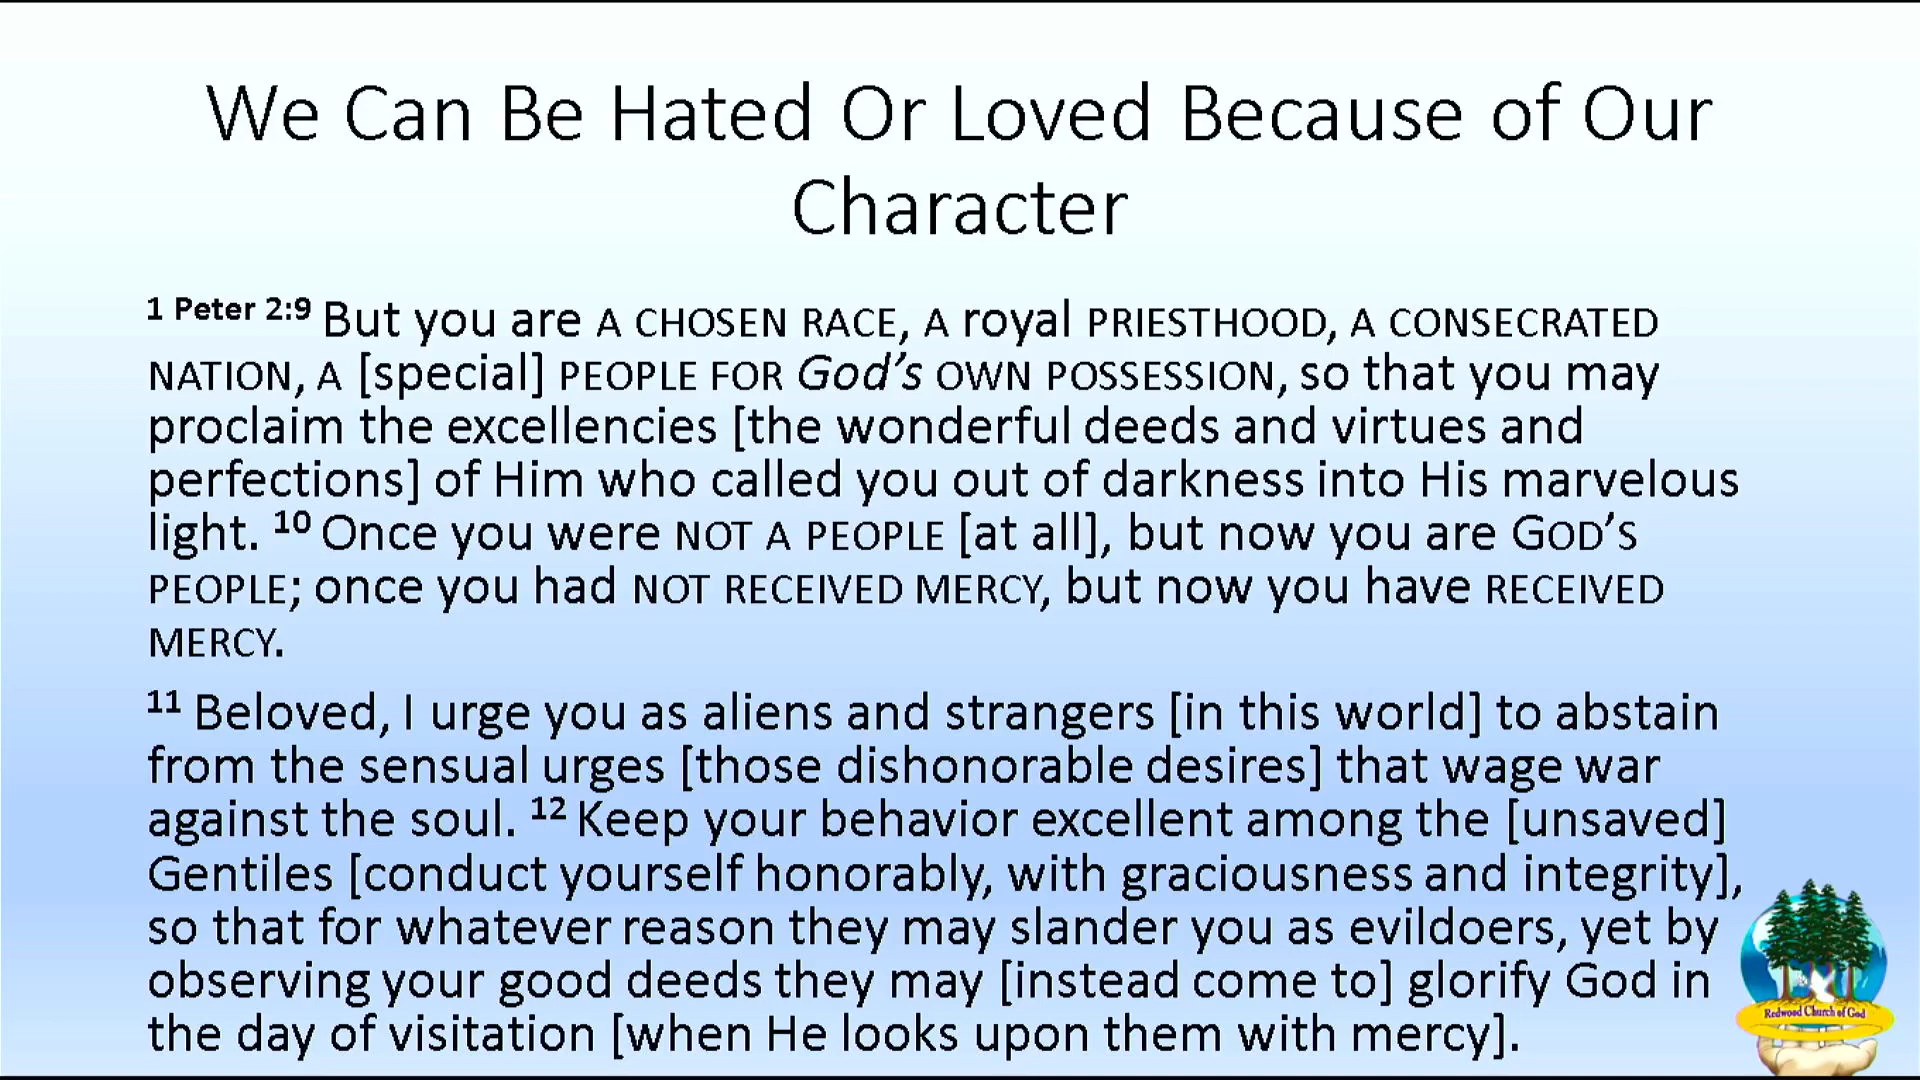 We Can Be Hated Or Loved Because of Our
Character
1 Peter 2:9 But you are A CHOSEN RACE, A royal PRIESTHOOD, A CONSECRATED
NATION, A [special] PEOPLE FOR God’s OWN POSSESSION, so that you may
proclaim the excellencies [the wonderful deeds and virtues and
perfections] of Him who called you out of darkness into His marvelous
light. 10 Once you were NOT A PEOPLE [at all], but now you are GOD’S
PEOPLE; once you had NOT RECEIVED MERCY, but now you have RECEIVED
MERCY.
11 Beloved, I urge you as aliens and strangers [in this world] to abstain
from the sensual urges [those dishonorable desires] that wage war
against the soul. 12 Keep your behavior excellent among the [unsaved]
Gentiles [conduct yourself honorably, with graciousness and integrity],
so that for whatever reason they may slander you as evildoers, yet by
observing your good deeds they may [instead come to] glorify God in
the day of visitation [when He looks upon them with mercy].
Redwood Church of God